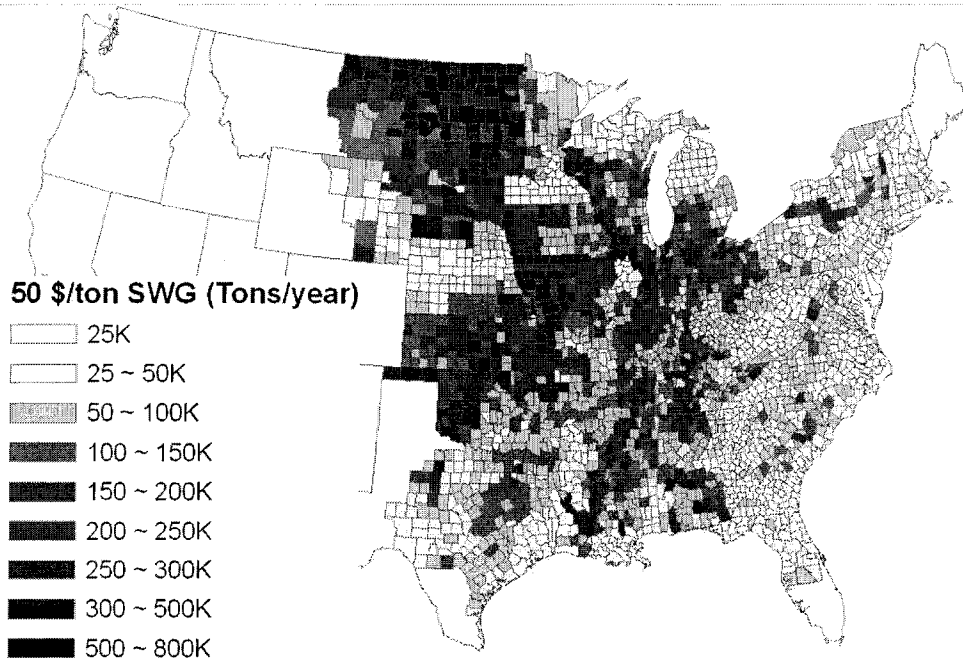 50 $/ton SWG (Tons/year)
25K
25 ~ 50K
50 ~ 100K
100 ~ 150K
150 ~ 200K
200 ~ 250K
250 ~ 300K
300 ~ 500K
500 ~ 800K